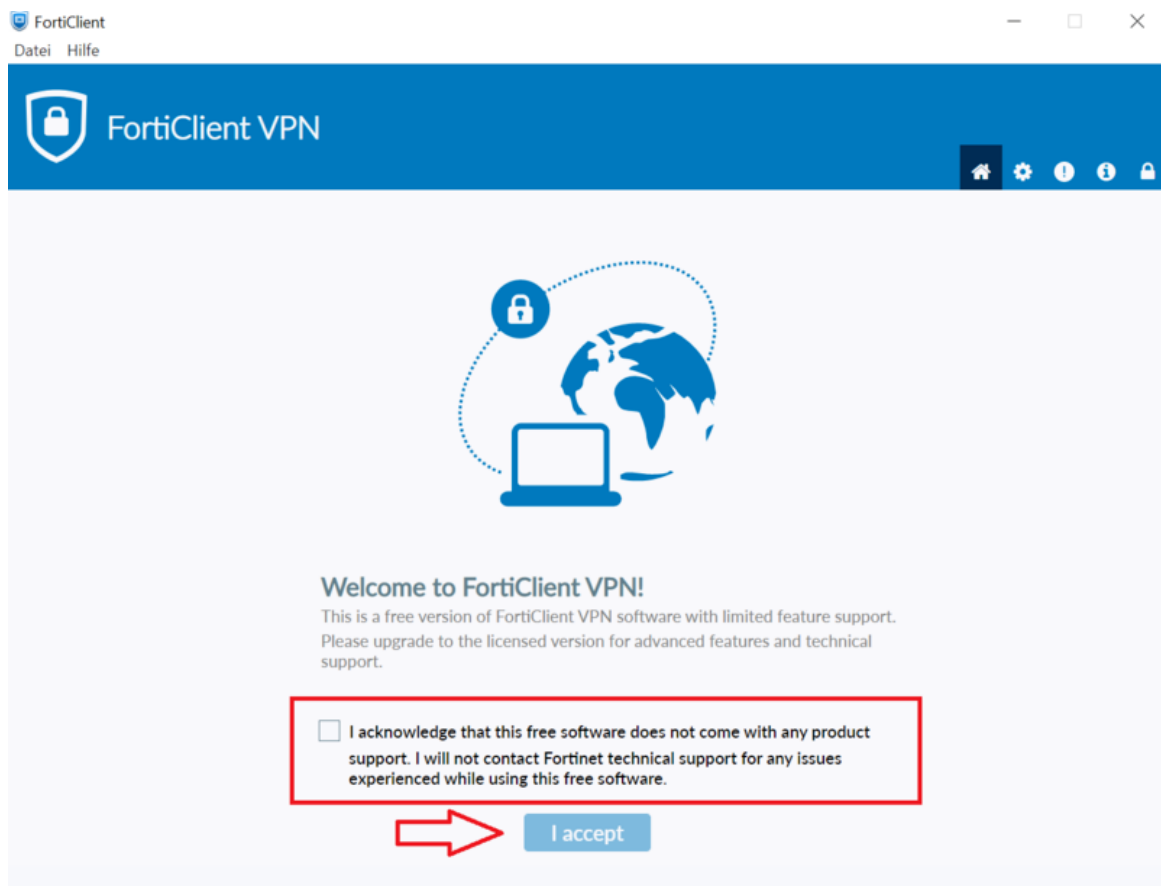 FortiClient
Datei Hilfe
FortiClient VPN
Welcome to FortiClient VPN!
This is a free version of FortiClient VPN software with limited feature support.
Please upgrade to the licensed version for advanced features and technical
support.
I acknowledge that this free software does not come with any product
support. I will not contact Fortinet technical support for any issues
experienced while using this free software.
I accept